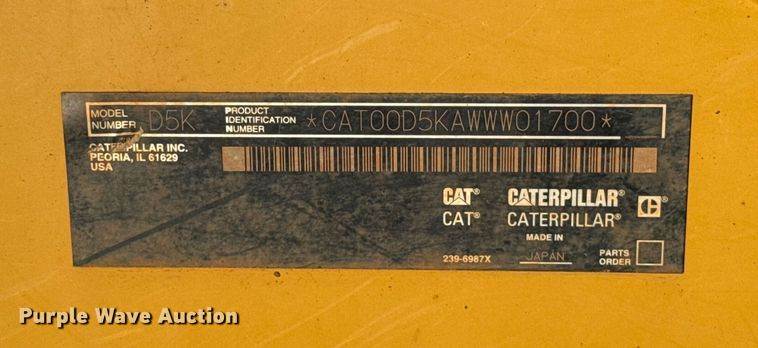 MODEL NUMBER D5K PRODUCT IDENTIFICATION NUMBER *CAT00D5KAWWW01700*
CATERPILLAR INC.
PEORIA, IL 61629
USA
CAT® CATERPILLAR® C
CAT® CATERPILLAR®
MADE IN
239-6987X JAPAN PARTS ORDER
Purple Wave Auction